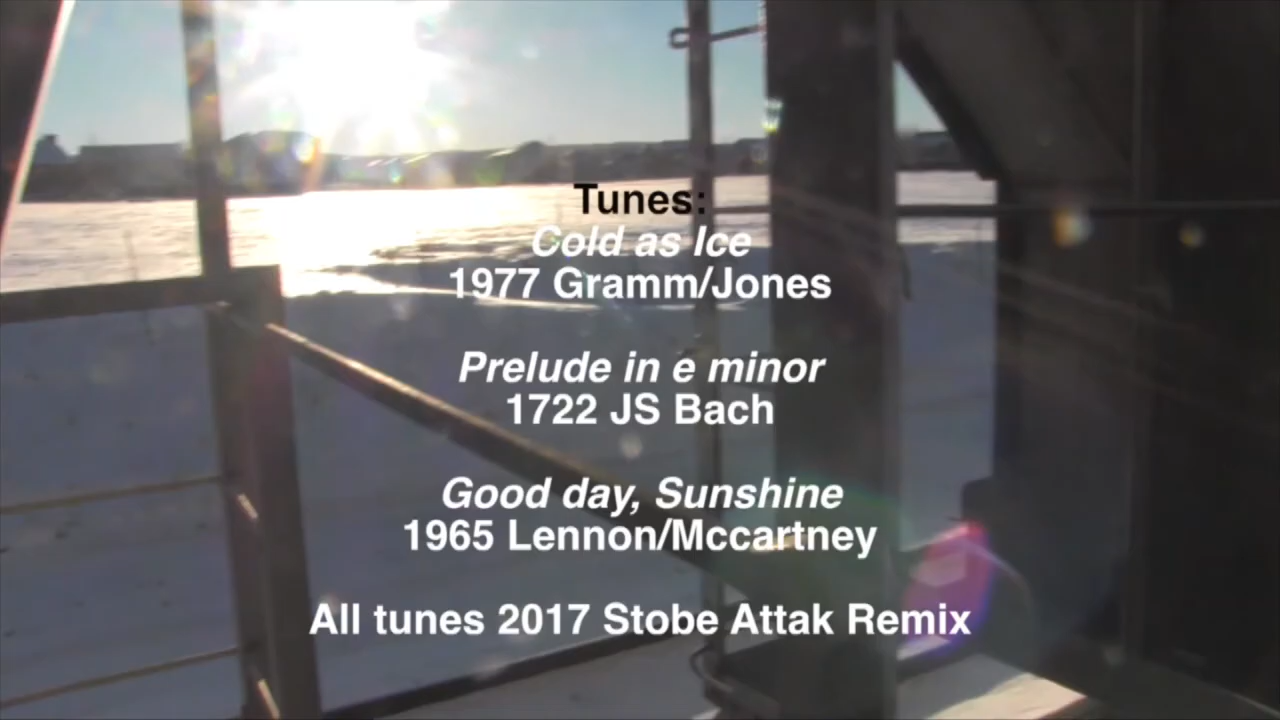 Tunes:
Cold as Ice
1977 Gramm/Jones
Prelude in e minor
1722 JS Bach
Good day, Sunshine
1965 Lennon/Mccartney
All tunes 2017 Stobe Attak Remix